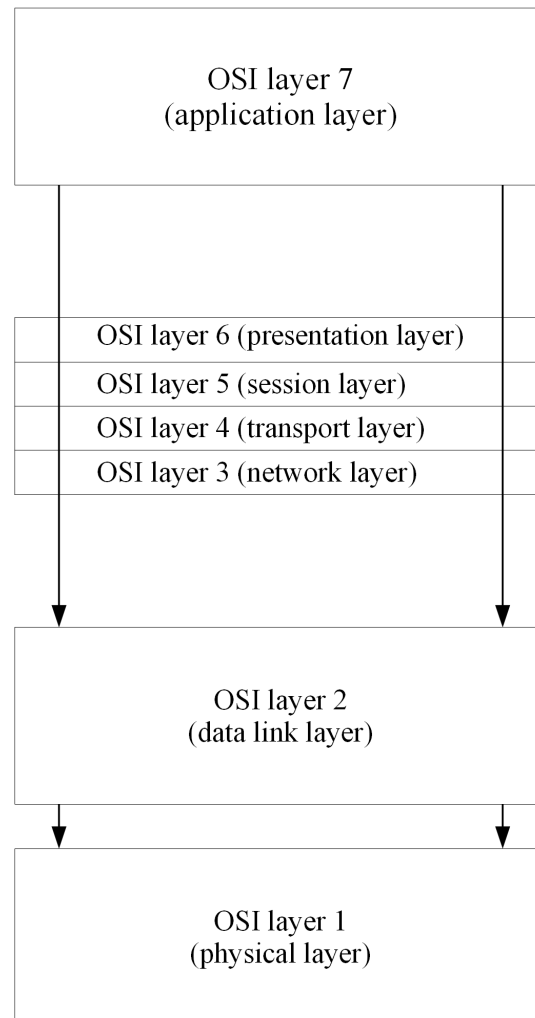 OSI layer 7
(application layer)
OSI layer 6 (presentation layer)
OSI layer 5 (session layer)
OSI layer 4 (transport layer)
OSI layer 3 (network layer)
OSI layer 2
(data link layer)
OSI layer 1
(physical layer)